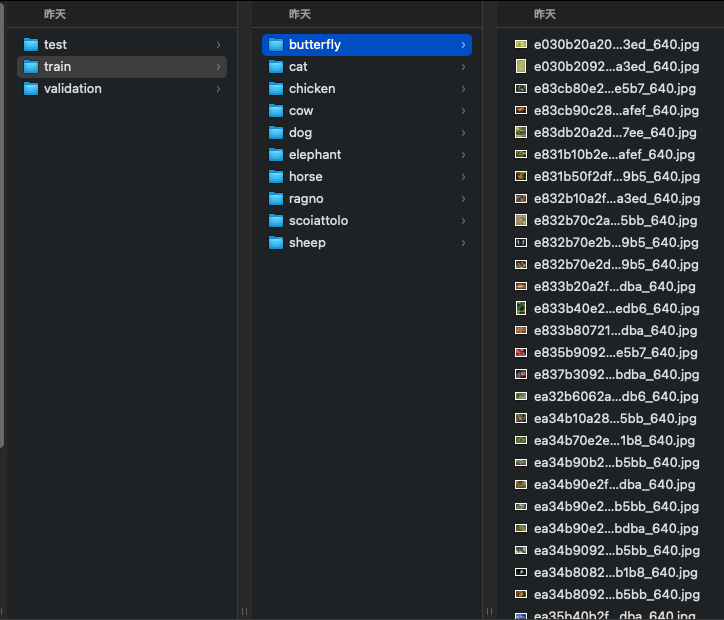 昨天
test
train
validation
昨天
butterfly
cat
chicken
cow
dog
elephant
horse
ragno
scoiattolo
sheep
昨天
e030b20a20...3ed_640.jpg
e030b2092...a3ed_640.jpg
e83cb80e2...e5b7_640.jpg
e83cb90c28...afef_640.jpg
e83db20a2d...7ee_640.jpg
e831b10b2e...afef_640.jpg
e831b50f2df...9b5_640.jpg
e832b10a2f...a3ed_640.jpg
e832b70c2a...5bb_640.jpg
e832b70e2b...9b5_640.jpg
e832b70e2d...9b5_640.jpg
e833b20a2f...dba_640.jpg
e833b40e2...edb6_640.jpg
e833b80721...dba_640.jpg
e835b9092...e5b7_640.jpg
e837b3092...bdba_640.jpg
ea32b6062a...db6_640.jpg
ea34b10a28...5bb_640.jpg
ea34b70e2e...1b8_640.jpg
ea34b90b2...b5bb_640.jpg
ea34b90e2f...dba_640.jpg
ea34b90e2...b5bb_640.jpg
ea34b90e2...bdba_640.jpg
ea34b9092...b5bb_640.jpg
ea34b8082...b1b8_640.jpg
ea34b8092...b5bb_640.jpg
ea35b40b2f...dba_640.jpg